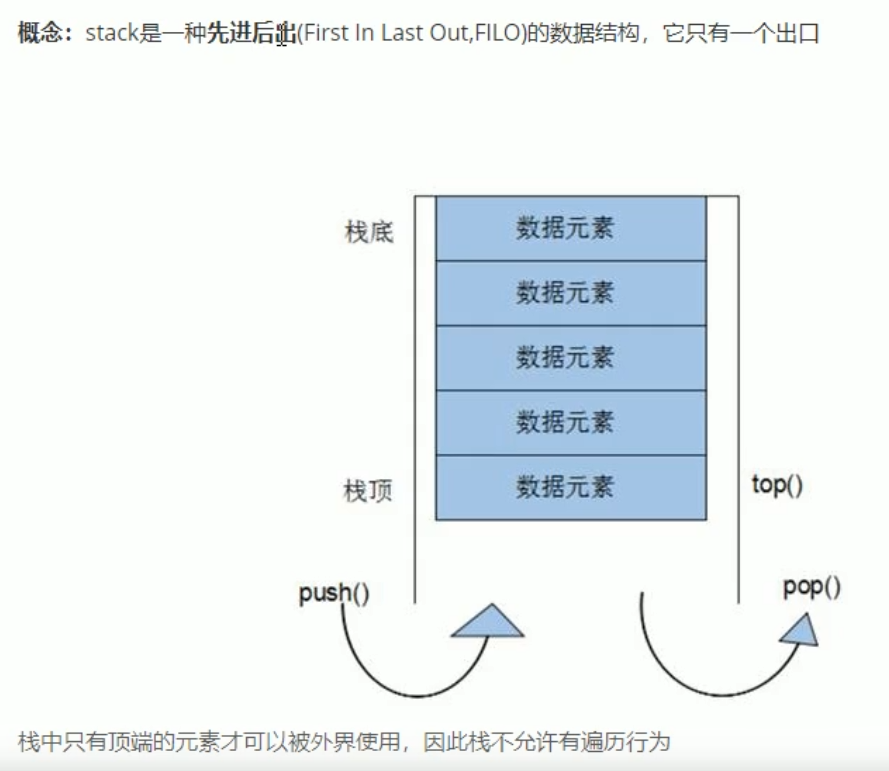 概念：stack是一种先进后出(First In Last Out,FILO)的数据结构，它只有一个出口
栈底
数据元素
数据元素
数据元素
数据元素
栈顶
数据元素
top()
push()
pop()
栈中只有顶端的元素才可以被外界使用，因此栈不允许有遍历行为